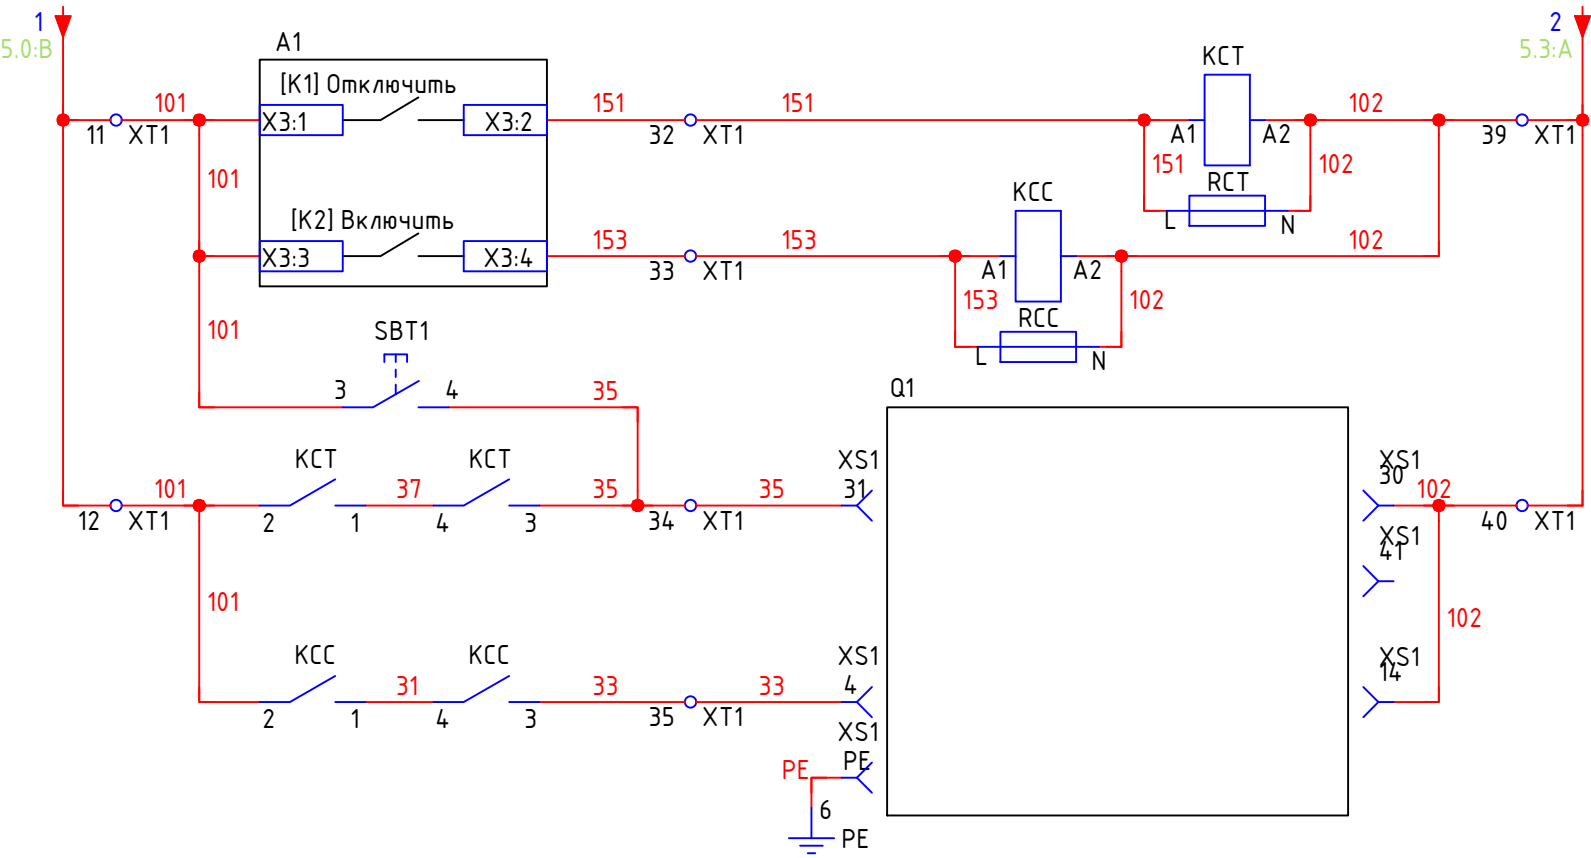 1
5.0:B
2
5.3:A
A1
KCT
[K1] Отключить
101
X3:1
X3:2
151
151
102
11
XT1
32
XT1
A1
A2
39
XT1
101
151
RCT
102
L
N
KCC
[K2] Включить
X3:3
X3:4
153
153
102
33
XT1
A1
A2
153
102
101
SBT1
RCC
L
N
3
4
35
Q1
KCT
KCT
XS1
XS1
30
101
37
35
35
31
102
12
XT1
2
1
4
3
34
XT1
40
XT1
XS1
41
101
102
KCC
KCC
XS1
XS1
14
31
33
33
4
2
1
4
3
35
XT1
XS1
PE
PE
6
PE